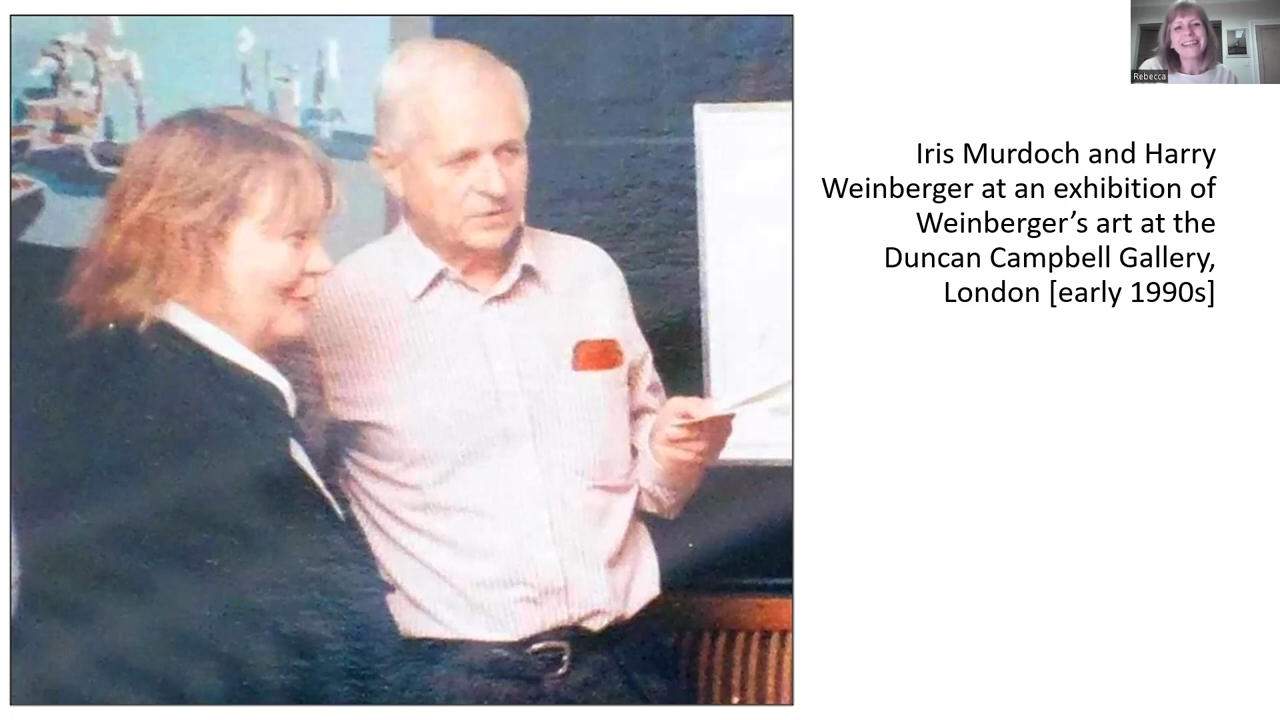 Rebecca
Iris Murdoch and Harry
Weinberger at an exhibition of
Weinberger’s art at the
Duncan Campbell Gallery,
London [early 1990s]